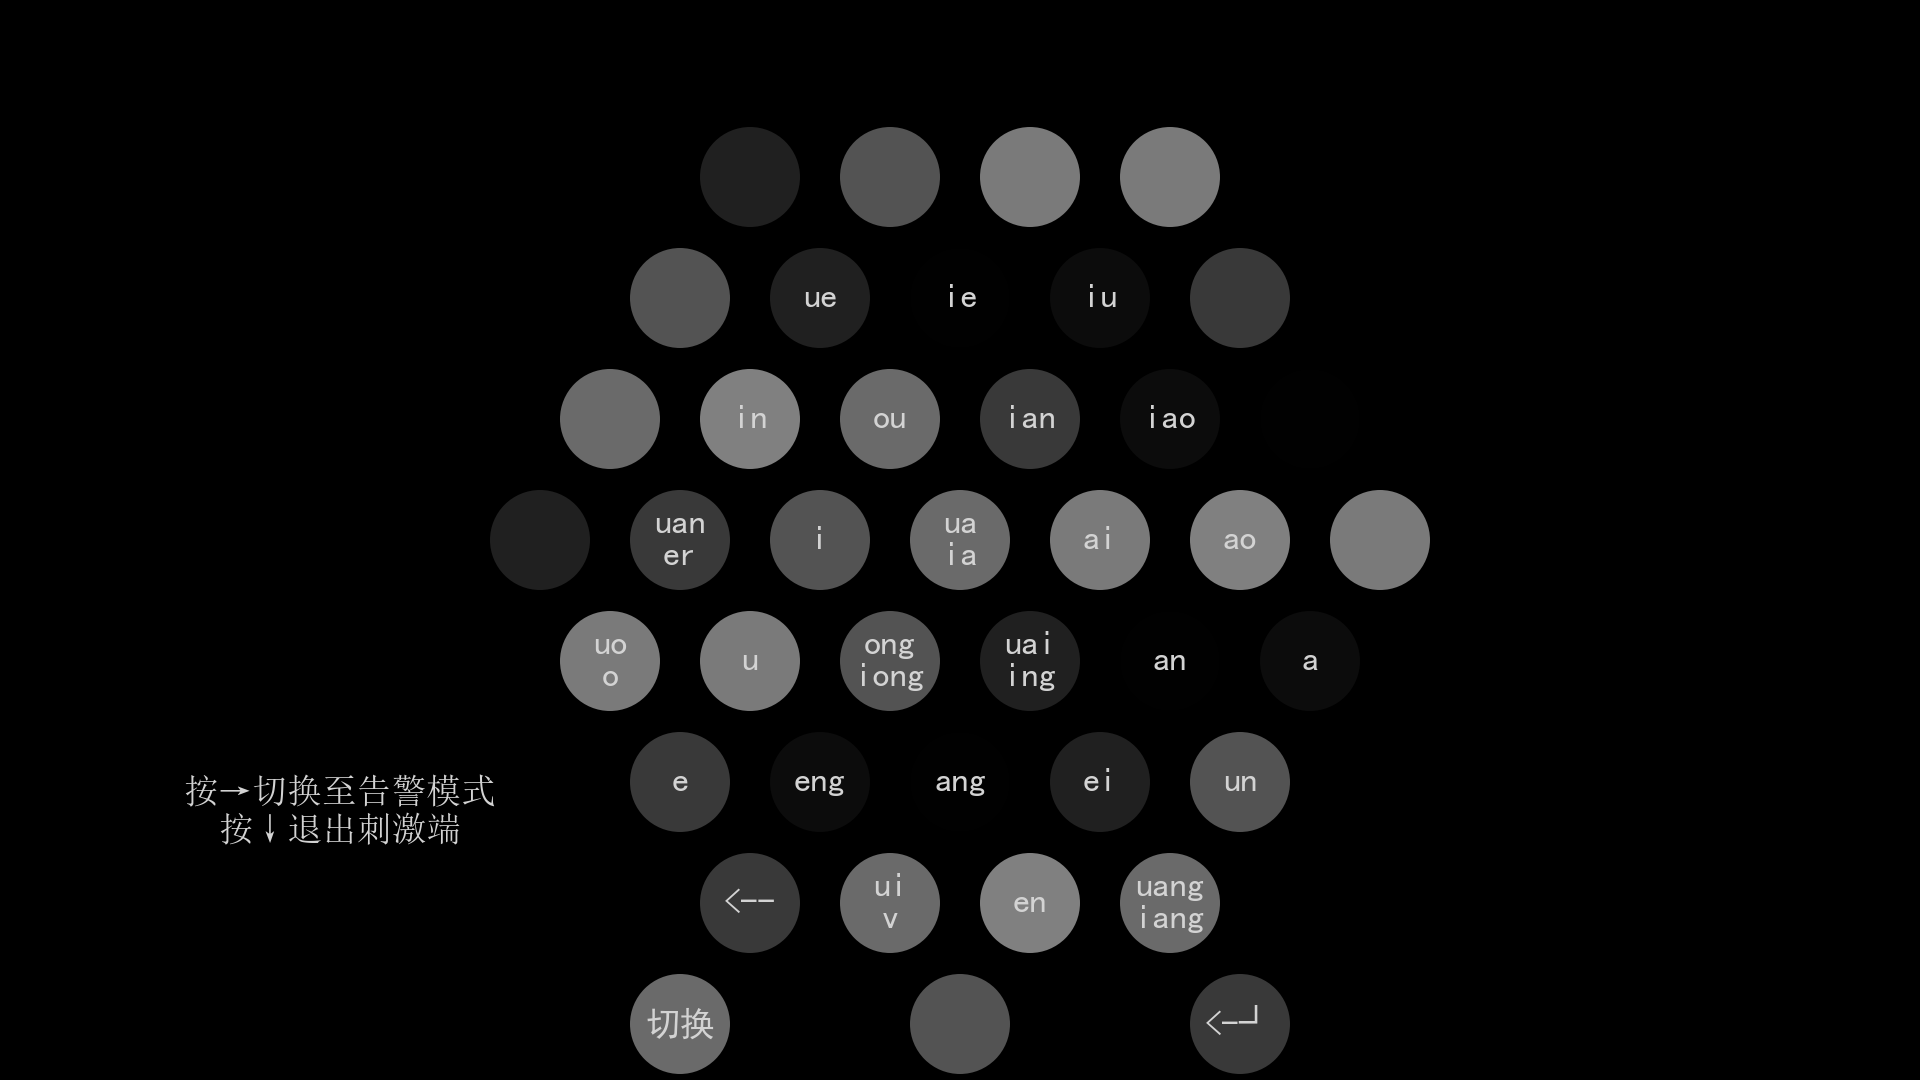 ue
ie
iu
in
ou
ian
iao
uan
er
i
ua
ia
ai
ao
uo
o
u
ong
iong
uai
ing
an
a
e
eng
ang
ei
un
按→切换至告警模式
按↓退出刺激端
<--
ui
v
en
uang
iang
切换
<-┘